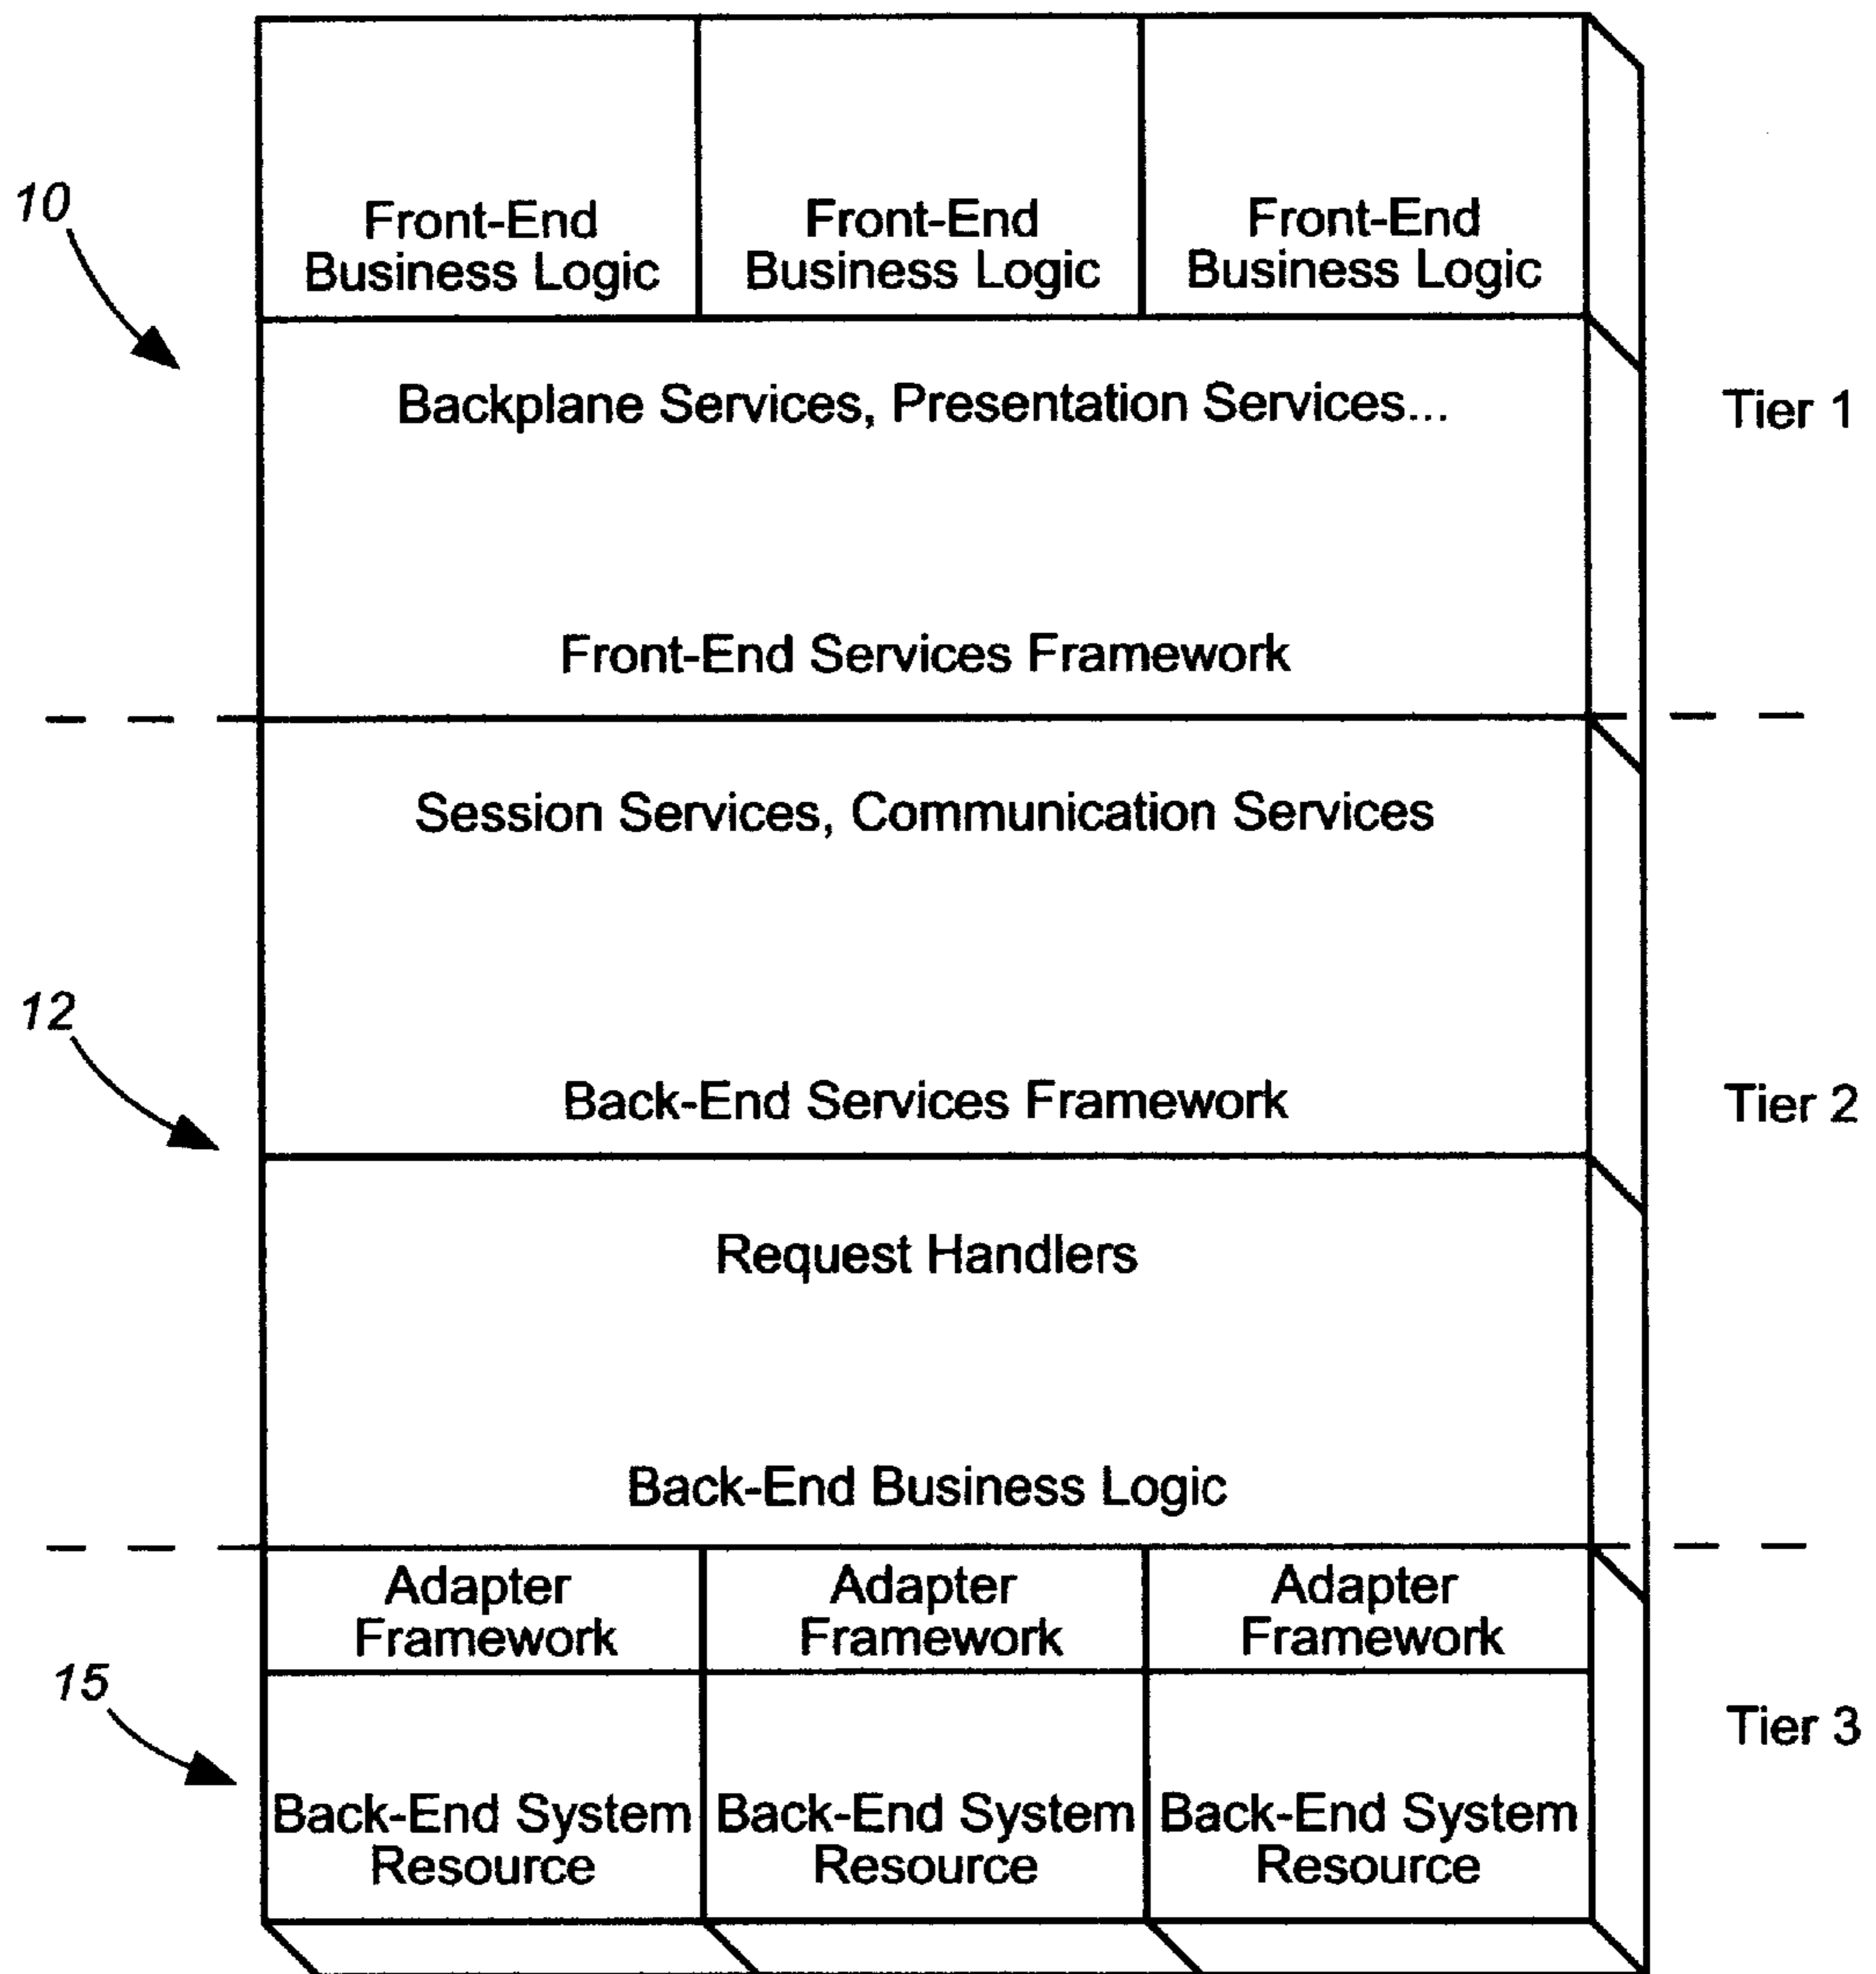 Front-End Business Logic
Front-End Business Logic
Front-End Business Logic
10
Backplane Services, Presentation Services...
Tier 1
Front-End Services Framework
Session Services, Communication Services
12
Back-End Services Framework
Tier 2
Request Handlers
Back-End Business Logic
Adapter Framework
Adapter Framework
Adapter Framework
15
Tier 3
Back-End System Resource
Back-End System Resource
Back-End System Resource